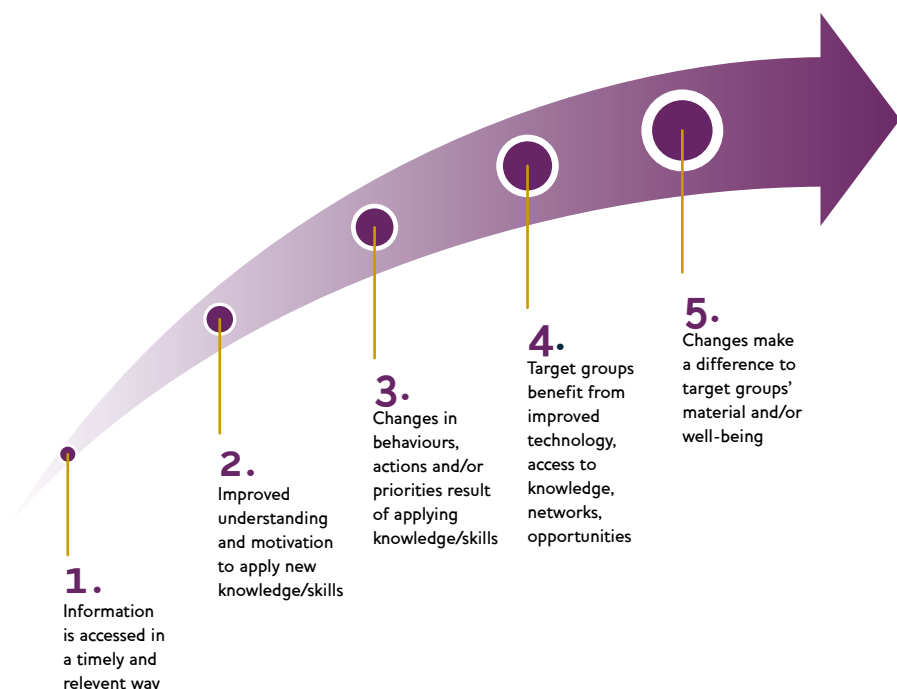 1.
Information
is accessed in
a timely and
relevent way
2.
Improved
understanding
and motivation
to apply new
knowledge/skills
3.
Changes in
behaviours,
actions and/or
priorities result
of applying
knowledge/skills
4.
Target groups
benefit from
improved
technology,
access to
knowledge,
networks,
opportunities
5.
Changes make
a difference to
target groups’
material and/or
well-being